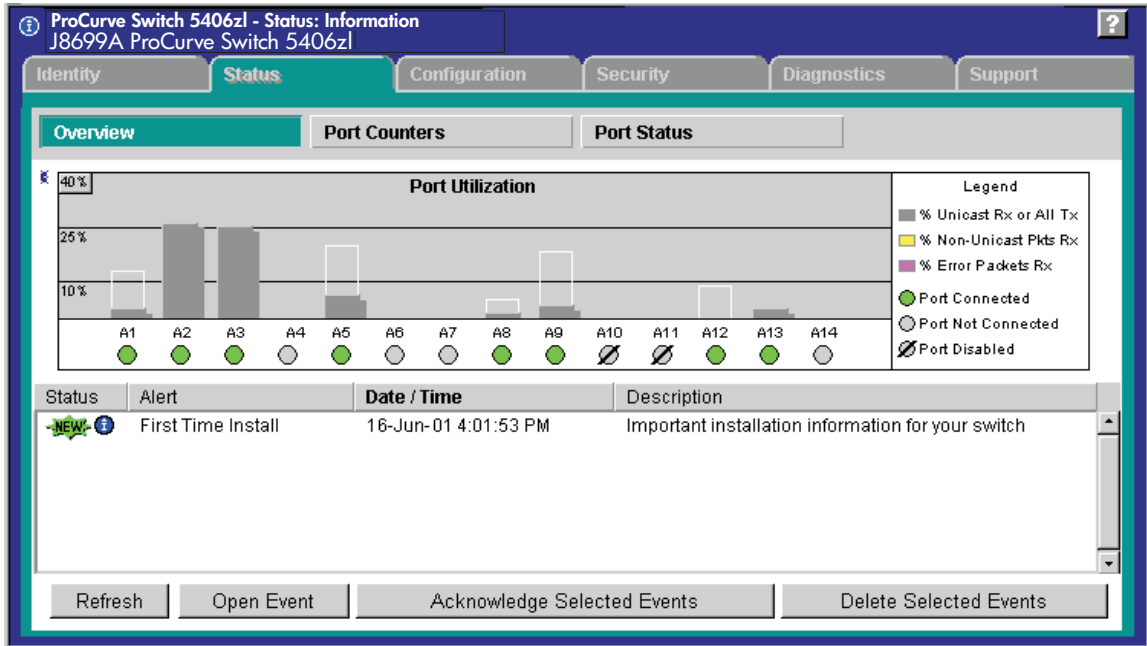 ProCurve Switch 5406zl - Status: Information
J8699A ProCurve Switch 5406zl
?
Identity Status Configuration Security Diagnostics Support
Overview Port Counters Port Status
40% Port Utilization
25%
10%
A1 A2 A3 A4 A5 A6 A7 A8 A9 A10 A11 A12 A13 A14
Legend
% Unicast Rx or All Tx
% Non-Unicast Pkts Rx
% Error Packets Rx
Port Connected
Port Not Connected
Port Disabled
Status Alert Date / Time Description
NEW! i First Time Install 16-Jun-01 4:01:53 PM Important installation information for your switch
Refresh Open Event Acknowledge Selected Events Delete Selected Events